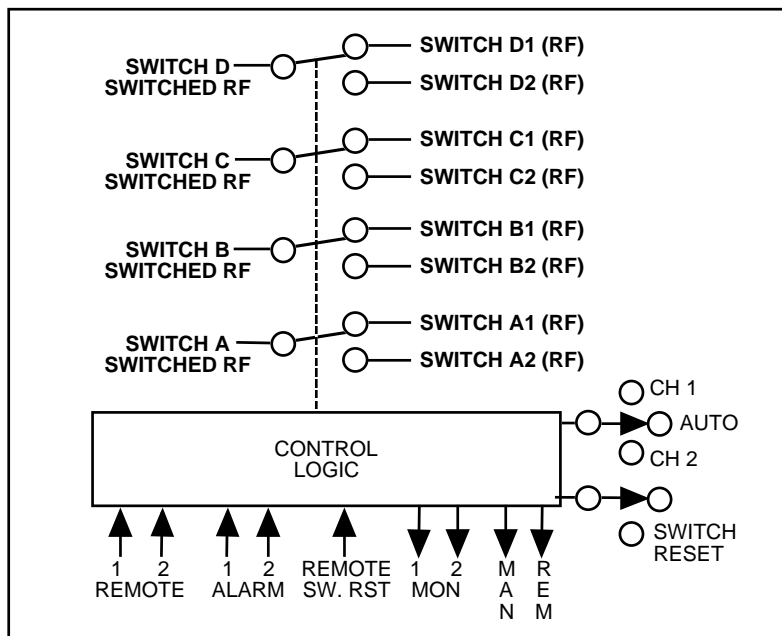 SWITCH D
SWITCHED RF
SWITCH D1 (RF)
SWITCH D2 (RF)
SWITCH C
SWITCHED RF
SWITCH C1 (RF)
SWITCH C2 (RF)
SWITCH B
SWITCHED RF
SWITCH B1 (RF)
SWITCH B2 (RF)
SWITCH A
SWITCHED RF
SWITCH A1 (RF)
SWITCH A2 (RF)
CH 1
AUTO
CH 2
CONTROL
LOGIC
SWITCH
RESET
1 2
REMOTE
1 2
ALARM
REMOTE
SW. RST
1 2
MON
MAN
REM